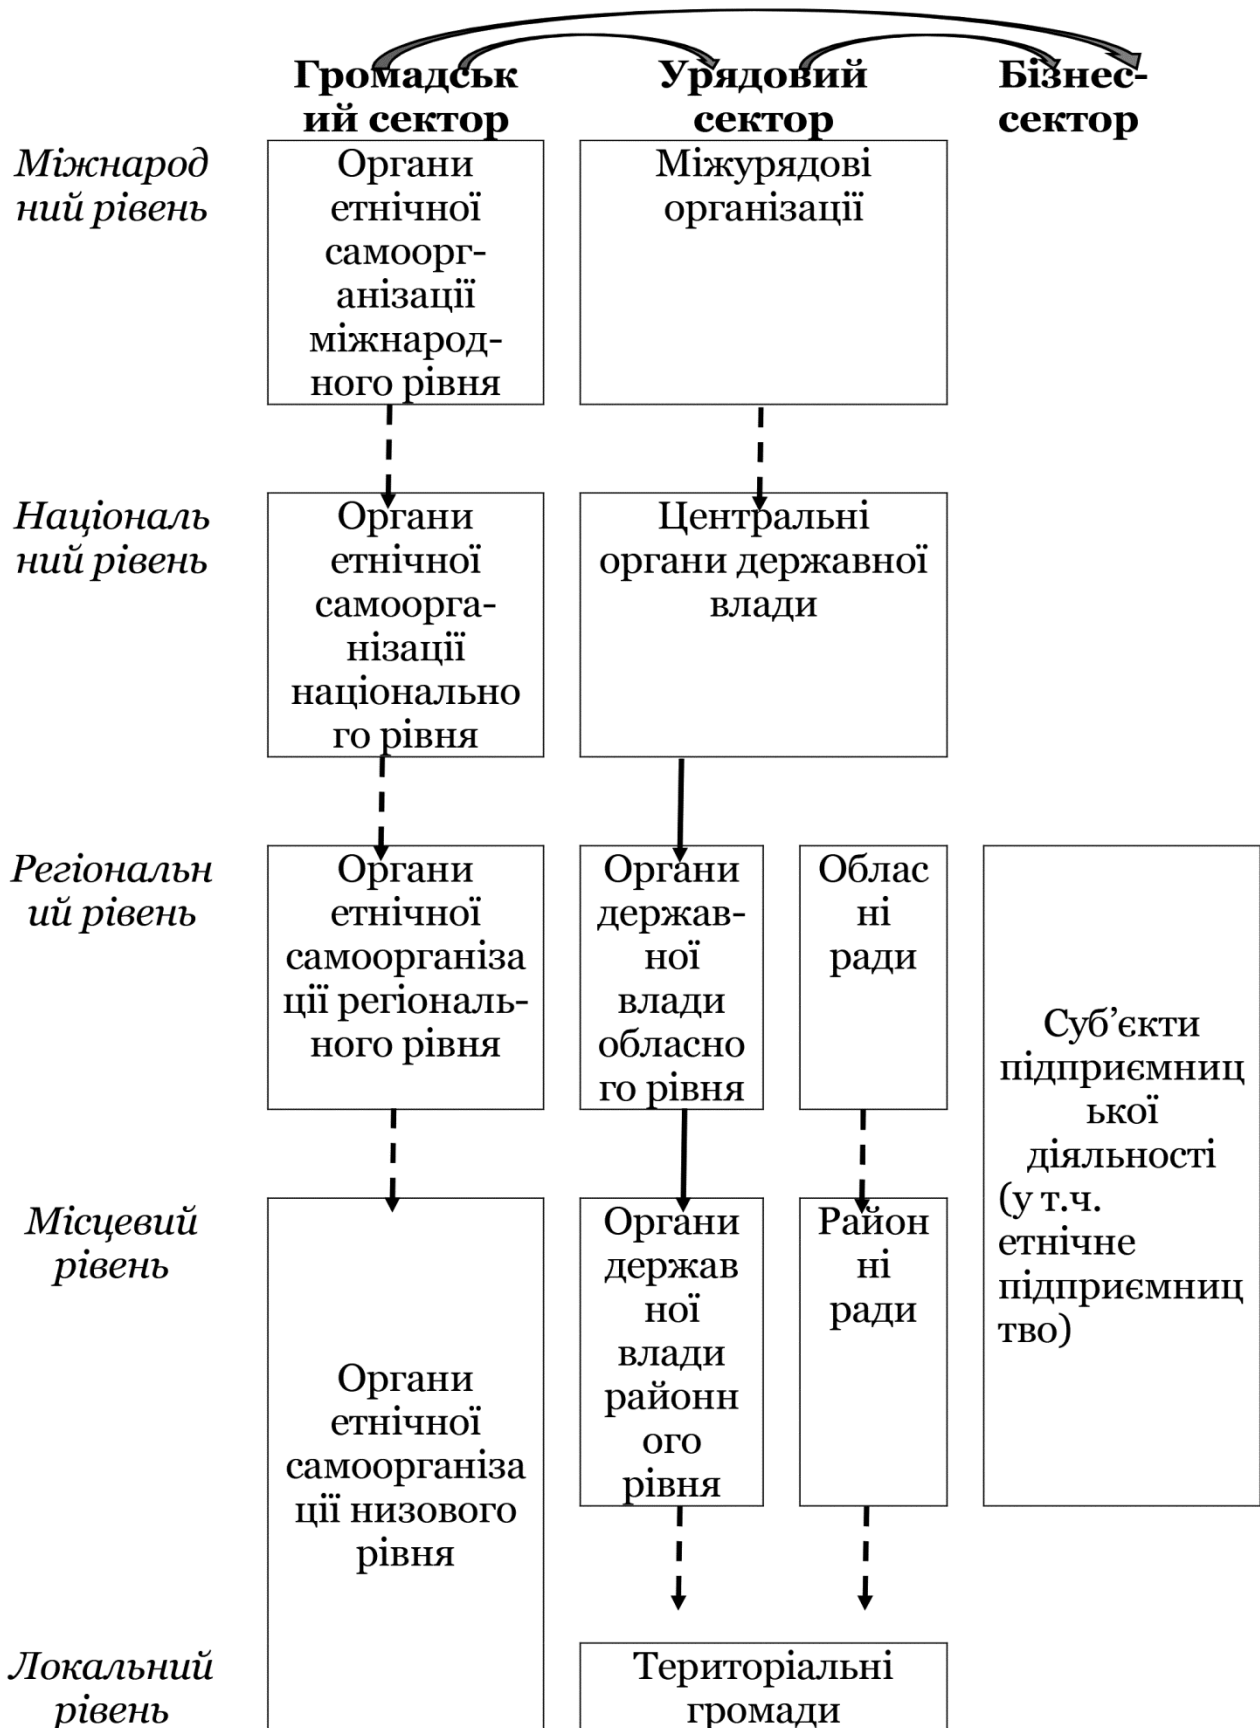 Громадськ
ий сектор
Урядовий
сектор
Бізнес-
сектор
Міжнарод
ний рівень
Органи
етнічної
самоорг-
анізації
міжнарод-
ного рівня
Міжурядові
організації
Національ
ний рівень
Органи
етнічної
самоорга-
нізації
національно
го рівня
Центральні
органи державної
влади
Регіональн
ий рівень
Органи
етнічної
самоорганіза
ції регіональ-
ного рівня
Органи
держав-
ної
влади
обласно
го рівня
Облас
ні
ради
Суб’єкти
підприємниц
ької
діяльності
(у т.ч.
етнічне
підприємниц
тво)
Місцевий
рівень
Органи
етнічної
самоорганіза
ції низового
рівня
Органи
держав
ної
влади
районн
ого
рівня
Район
ні
ради
Локальний
рівень
Територіальні
громади